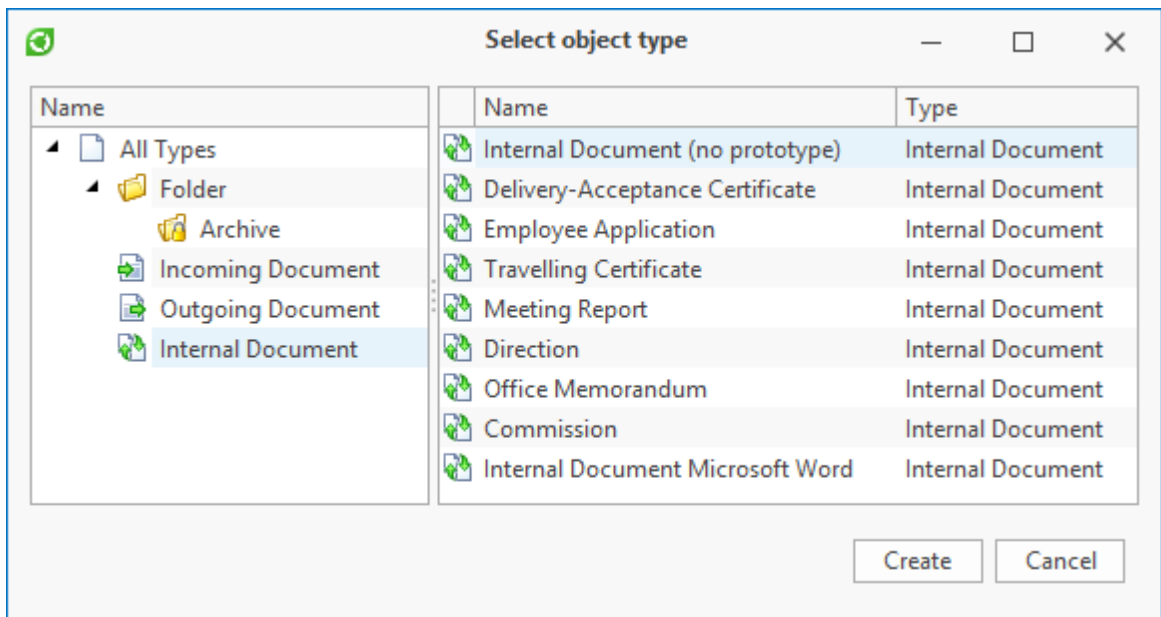 Select object type
Name
All Types
Folder
Archive
Incoming Document
Outgoing Document
Internal Document
Name Type
Internal Document (no prototype) Internal Document
Delivery-Acceptance Certificate Internal Document
Employee Application Internal Document
Travelling Certificate Internal Document
Meeting Report Internal Document
Direction Internal Document
Office Memorandum Internal Document
Commission Internal Document
Internal Document Microsoft Word Internal Document
Create Cancel